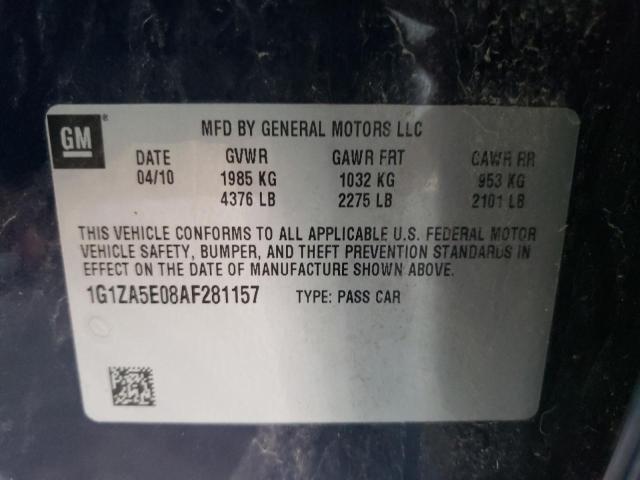 GM ® MFD BY GENERAL MOTORS LLC
DATE GVWR GAWR FRT GAWR RR
04/10 1985 KG 1032 KG 953 KG
4376 LB 2275 LB 2101 LB
THIS VEHICLE CONFORMS TO ALL APPLICABLE U.S. FEDERAL MOTOR
VEHICLE SAFETY, BUMPER, AND THEFT PREVENTION STANDARDS IN
EFFECT ON THE DATE OF MANUFACTURE SHOWN ABOVE.
1G1ZA5E08AF281157 TYPE: PASS CAR